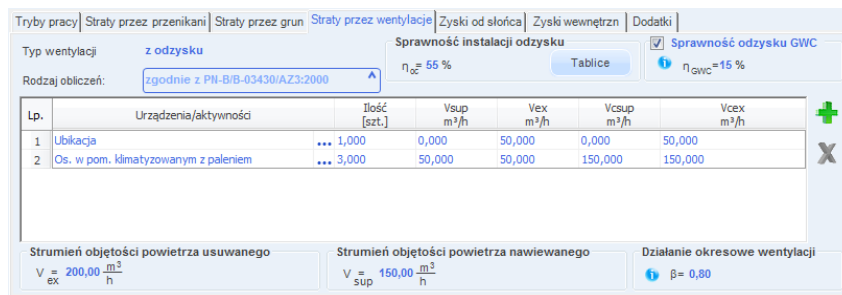 Tryby pracy Straty przez przenikani Straty przez grun Straty przez wentylacje Zyski od słońca Zyski wewnętrzn Dodatki
Typ wentylacji z odzysku
Sprawność instalacji odzysku
ηoc= 55 % Tablice
Sprawność odzysku GWC
ηGWC=15 %
Rodzaj obliczeń: zgodnie z PN-B/B-03430/AZ3:2000
Lp. Urządzenia/aktywności Ilość [szt.] Vsup m³/h Vex m³/h Vcsup m³/h Vcex m³/h
1 Ubikacja ... 1,000 0,000 50,000 0,000 50,000
2 Os. w pom. klimatyzowanym z paleniem ... 3,000 50,000 50,000 150,000 150,000
Strumień objętości powietrza usuwanego
Vex = 200,00 m³/h
Strumień objętości powietrza nawiewanego
Vsup = 150,00 m³/h
Działanie okresowe wentylacji
β= 0,80